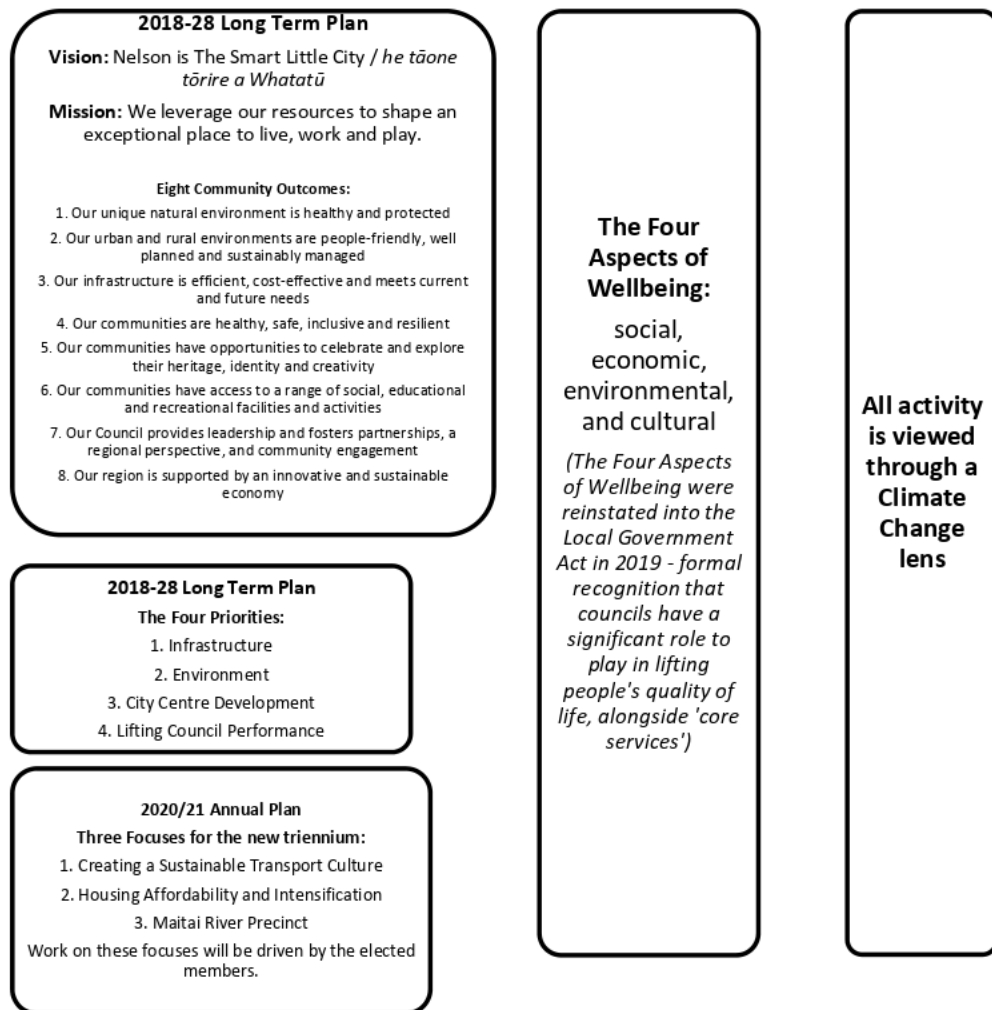 2018-28 Long Term Plan
Vision: Nelson is The Smart Little City / he tāone
tōrire a Whatatū
Mission: We leverage our resources to shape an
exceptional place to live, work and play.
Eight Community Outcomes:
1. Our unique natural environment is healthy and protected
2. Our urban and rural environments are people-friendly, well
planned and sustainably managed
3. Our infrastructure is efficient, cost-effective and meets current
and future needs
4. Our communities are healthy, safe, inclusive and resilient
5. Our communities have opportunities to celebrate and explore
their heritage, identity and creativity
6. Our communities have access to a range of social, educational
and recreational facilities and activities
7. Our Council provides leadership and fosters partnerships, a
regional perspective, and community engagement
8. Our region is supported by an innovative and sustainable
economy
2018-28 Long Term Plan
The Four Priorities:
1. Infrastructure
2. Environment
3. City Centre Development
4. Lifting Council Performance
2020/21 Annual Plan
Three Focuses for the new triennium:
1. Creating a Sustainable Transport Culture
2. Housing Affordability and Intensification
3. Maitai River Precinct
Work on these focuses will be driven by the elected
members.
The Four
Aspects of
Wellbeing:
social,
economic,
environmental,
and cultural
(The Four Aspects
of Wellbeing were
reinstated into the
Local Government
Act in 2019 - formal
recognition that
councils have a
significant role to
play in lifting
people's quality of
life, alongside 'core
services')
All activity
is viewed
through a
Climate
Change
lens